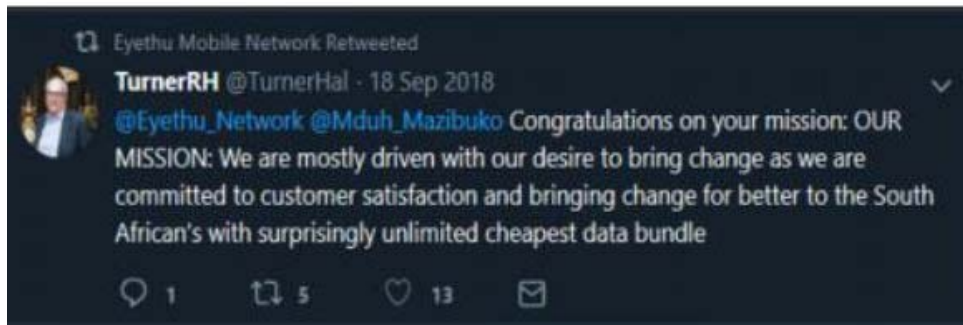 Eyethu Mobile Network Retweeted
TurnerRH @TurnerHal · 18 Sep 2018
@Eyethu_Network @Mduh_Mazibuko Congratulations on your mission: OUR
MISSION: We are mostly driven with our desire to bring change as we are
committed to customer satisfaction and bringing change for better to the South
African's with surprisingly unlimited cheapest data bundle
1 5 13